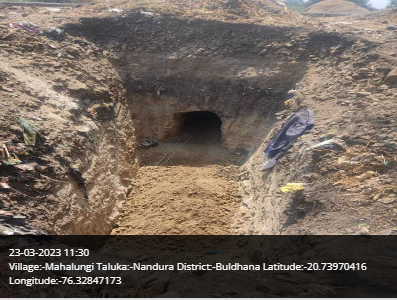 23-03-2023 11:30
Village:-Mahalungi Taluka:-Nandura District:-Buldhana Latitude:-20.73970416
Longitude:-76.32847173